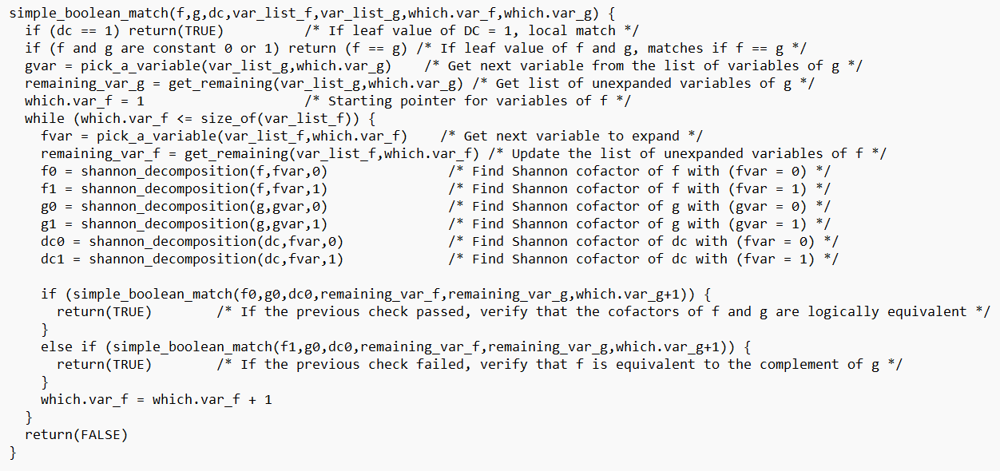 simple_boolean_match(f,g,dc,var_list_f,var_list_g,which.var_f,which.var_g) {
  if (dc == 1) return(TRUE)          /* If leaf value of DC = 1, local match */
  if (f and g are constant 0 or 1) return (f == g) /* If leaf value of f and g, matches if f == g */
  gvar = pick_a_variable(var_list_g,which.var_g)    /* Get next variable from the list of variables of g */
  remaining_var_g = get_remaining(var_list_g,which.var_g) /* Get list of unexpanded variables of g */
  which.var_f = 1                    /* Starting pointer for variables of f */
  while (which.var_f <= size_of(var_list_f)) {
    fvar = pick_a_variable(var_list_f,which.var_f)    /* Get next variable to expand */
    remaining_var_f = get_remaining(var_list_f,which.var_f) /* Update the list of unexpanded variables of f */
    f0 = shannon_decomposition(f,fvar,0)               /* Find Shannon cofactor of f with (fvar = 0) */
    f1 = shannon_decomposition(f,fvar,1)               /* Find Shannon cofactor of f with (fvar = 1) */
    g0 = shannon_decomposition(g,gvar,0)               /* Find Shannon cofactor of g with (gvar = 0) */
    g1 = shannon_decomposition(g,gvar,1)               /* Find Shannon cofactor of g with (gvar = 1) */
    dc0 = shannon_decomposition(dc,fvar,0)             /* Find Shannon cofactor of dc with (fvar = 0) */
    dc1 = shannon_decomposition(dc,fvar,1)             /* Find Shannon cofactor of dc with (fvar = 1) */

    if (simple_boolean_match(f0,g0,dc0,remaining_var_f,remaining_var_g,which.var_g+1)) {
      return(TRUE)        /* If the previous check passed, verify that the cofactors of f and g are logically equivalent */
    }
    else if (simple_boolean_match(f1,g0,dc0,remaining_var_f,remaining_var_g,which.var_g+1)) {
      return(TRUE)        /* If the previous check failed, verify that f is equivalent to the complement of g */
    }
    which.var_f = which.var_f + 1
  }
  return(FALSE)
}